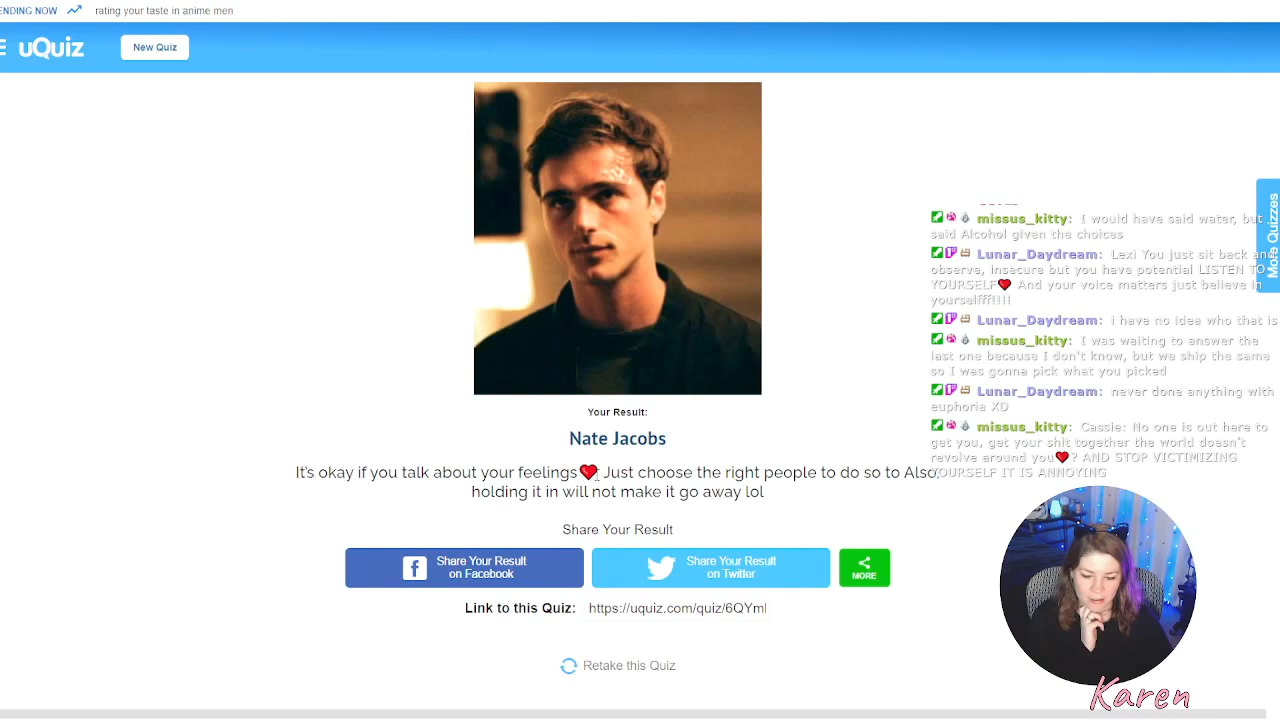 ENDING NOW rating your taste in anime men
uQuiz New Quiz
More Quizzes
Your Result:
Nate Jacobs
It's okay if you talk about your feelings ❤ Just choose the right people to do so to Also,
holding it in will not make it go away lol
Share Your Result
Share Your Result
on Facebook
Share Your Result
on Twitter
MORE
Link to this Quiz: https://uquiz.com/quiz/6QYml
Retake this Quiz
missus_kitty: I would have said water, but i
said Alcohol given the choices
Lunar_Daydream: Lexi You just sit back and
observe, insecure but you have potential LISTEN TO
YOURSELF❤ And your voice matters just believe in
yourselfff!!!!
Lunar_Daydream: i have no idea who that is
missus_kitty: I was waiting to answer the
last one because I don't know, but we ship the same
so I was gonna pick what you picked
Lunar_Daydream: never done anything with
euphoria XD
missus_kitty: Cassie: No one is out here to
get you, get your shit together the world doesn't
revolve around you❤? AND STOP VICTIMIZING
YOURSELF IT IS ANNOYING
Karen